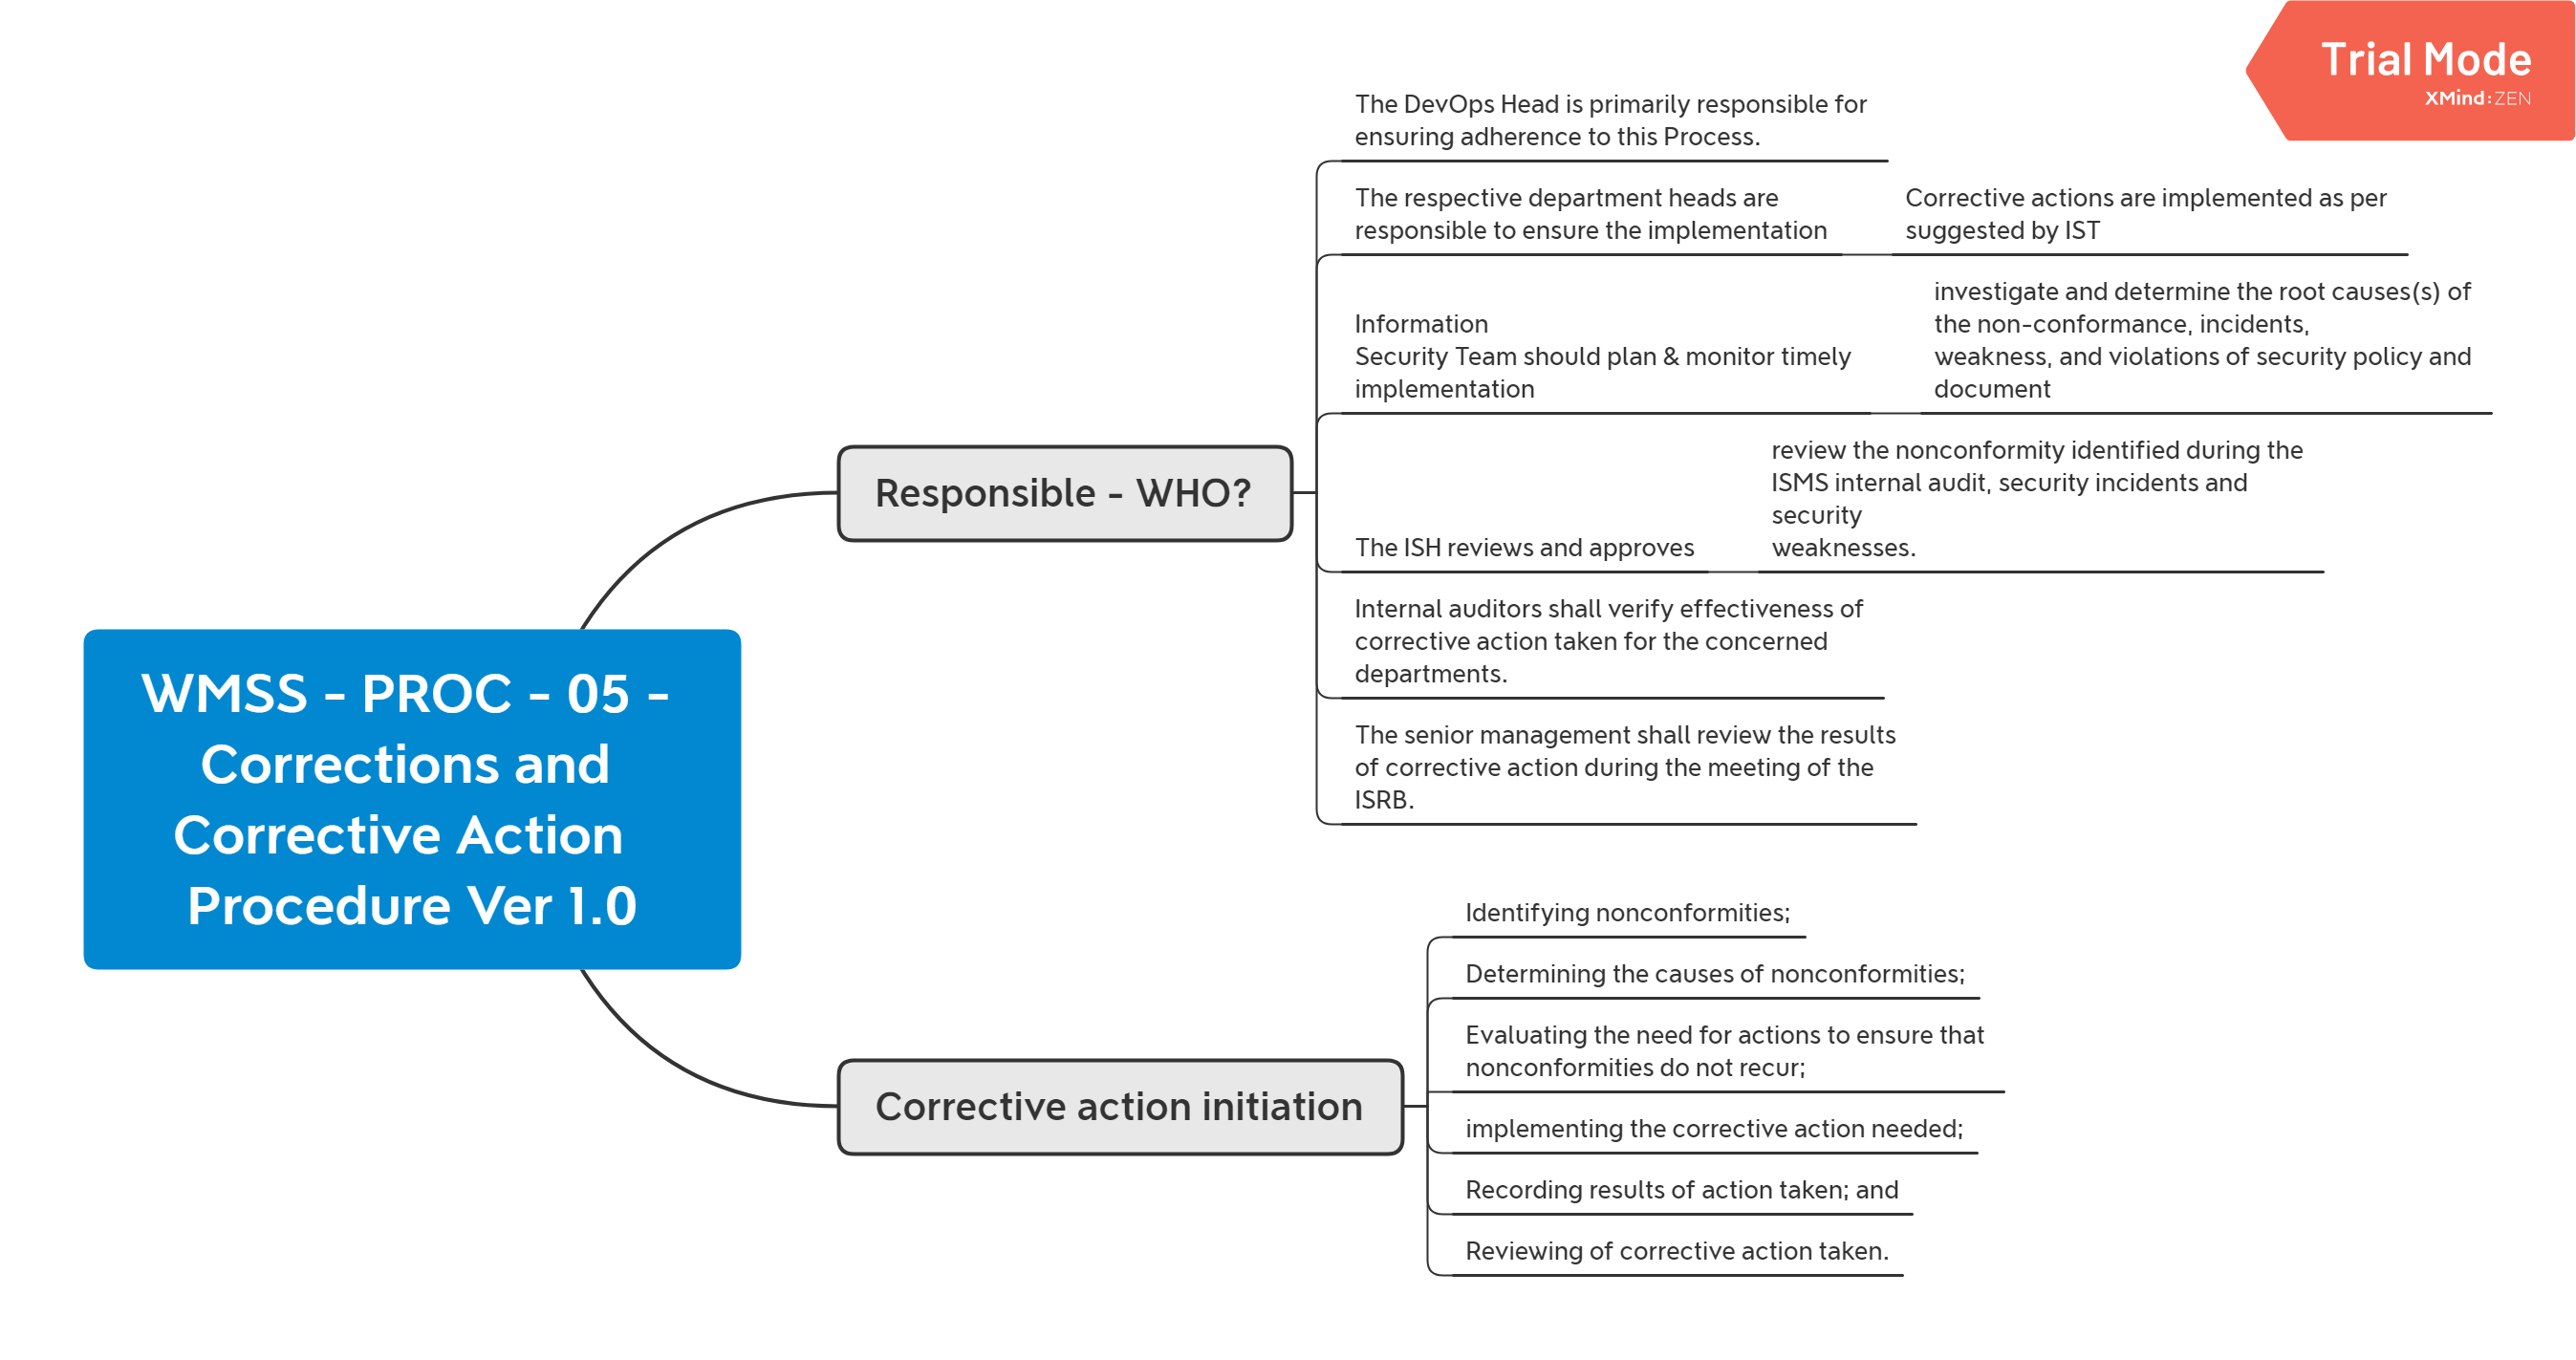 Trial Mode
XMind:ZEN
The DevOps Head is primarily responsible for
ensuring adherence to this Process.
The respective department heads are
responsible to ensure the implementation
Corrective actions are implemented as per
suggested by IST
Information
Security Team should plan & monitor timely
implementation
investigate and determine the root causes(s) of
the non-conformance, incidents,
weakness, and violations of security policy and
document
Responsible - WHO?
The ISH reviews and approves
review the nonconformity identified during the
ISMS internal audit, security incidents and
security
weaknesses.
Internal auditors shall verify effectiveness of
corrective action taken for the concerned
departments.
The senior management shall review the results
of corrective action during the meeting of the
ISRB.
WMSS - PROC - 05 -
Corrections and
Corrective Action
Procedure Ver 1.0
Corrective action initiation
Identifying nonconformities;
Determining the causes of nonconformities;
Evaluating the need for actions to ensure that
nonconformities do not recur;
implementing the corrective action needed;
Recording results of action taken; and
Reviewing of corrective action taken.